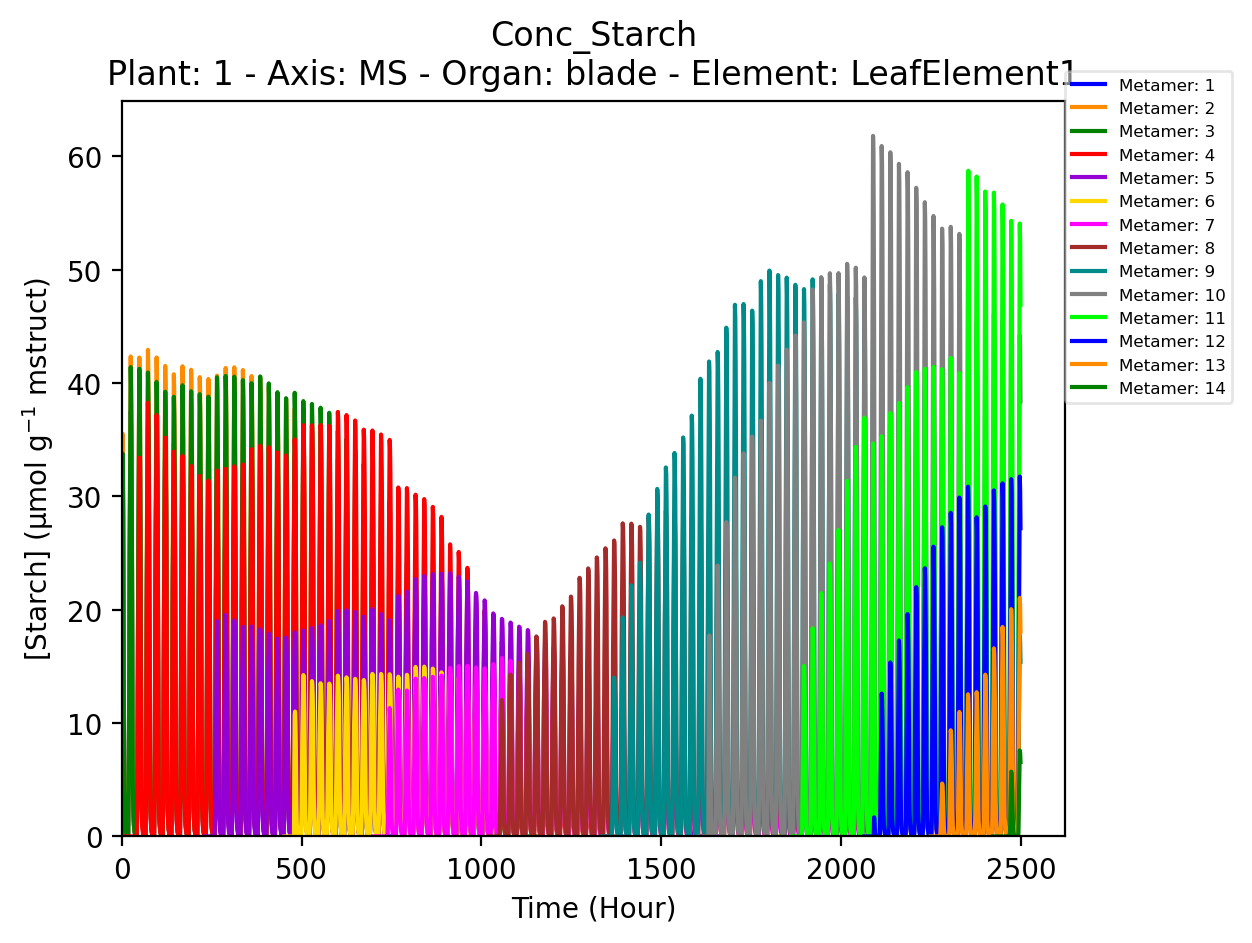 Conc_Starch
Plant: 1 - Axis: MS - Organ: blade - Element: LeafElement1
Metamer: 1
Metamer: 2
Metamer: 3
Metamer: 4
Metamer: 5
Metamer: 6
Metamer: 7
Metamer: 8
Metamer: 9
Metamer: 10
Metamer: 11
Metamer: 12
Metamer: 13
Metamer: 14
[Starch] (µmol g⁻¹ mstruct)
60
50
40
30
20
10
0
0 500 1000 1500 2000 2500
Time (Hour)